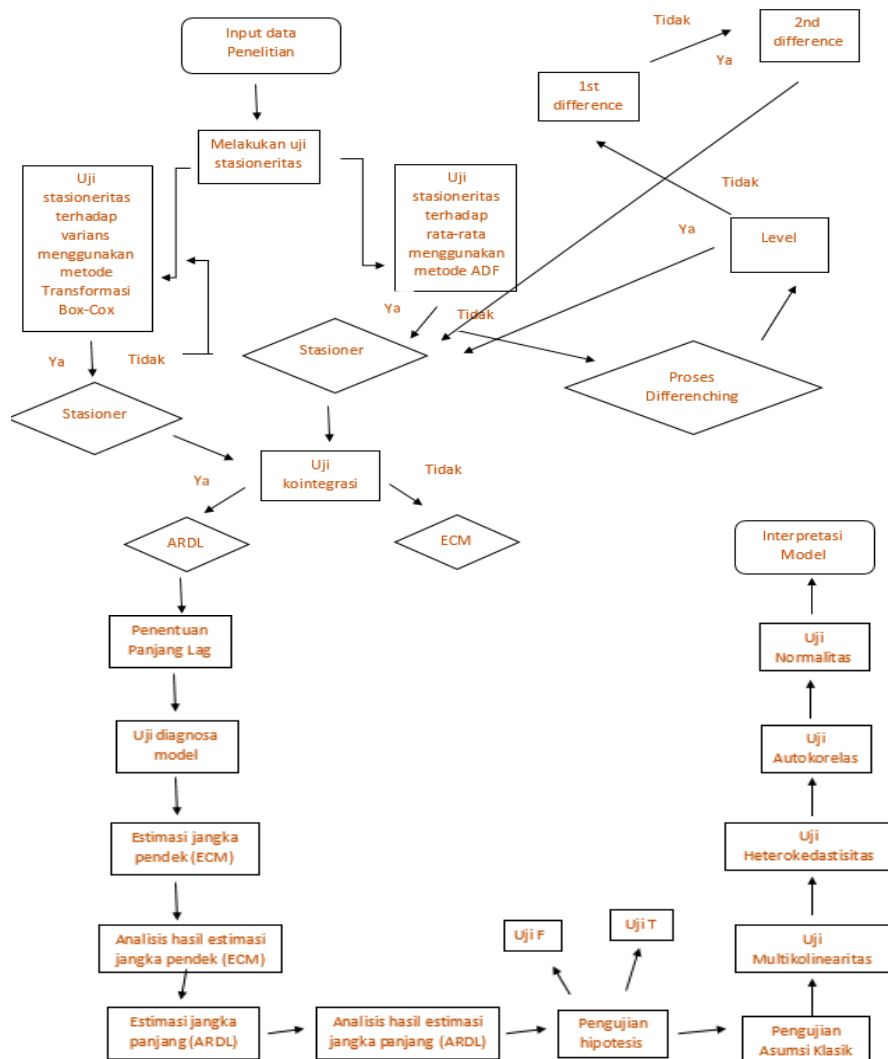 Input data
Penelitian
Tidak
2nd
difference
Ya
1st
difference
Melakukan uji
stasioneritas
Uji
stasioneritas
terhadap
varians
menggunakan
metode
Transformasi
Box-Cox
Uji
stasioneritas
terhadap
rata-rata
menggunakan
metode ADF
Tidak
Ya
Level
Ya
Tidak
Ya
Tidak
Stasioner
Proses
Differenching
Stasioner
Ya
Uji
kointegrasi
Tidak
ARDL
ECM
Interpretasi
Model
Penentuan
Panjang Lag
Uji
Normalitas
Uji diagnosa
model
Uji
Autokorelas
Estimasi jangka
pendek (ECM)
Uji
Heterokedastisitas
Analisis hasil estimasi
jangka pendek (ECM)
Uji F
Uji T
Uji
Multikolinearitas
Estimasi jangka
panjang (ARDL)
Analisis hasil estimasi
jangka panjang (ARDL)
Pengujian
hipotesis
Pengujian
Asumsi Klasik